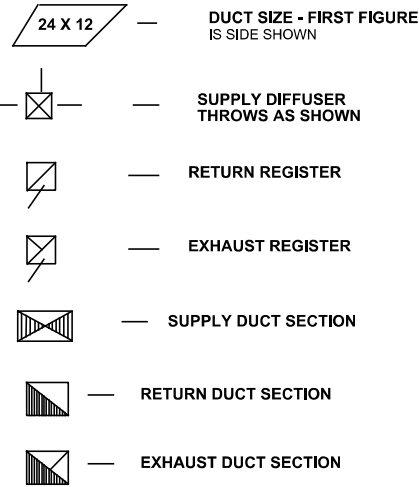 24 X 12 — DUCT SIZE - FIRST FIGURE
IS SIDE SHOWN
SUPPLY DIFFUSER
THROWS AS SHOWN
RETURN REGISTER
EXHAUST REGISTER
SUPPLY DUCT SECTION
RETURN DUCT SECTION
EXHAUST DUCT SECTION